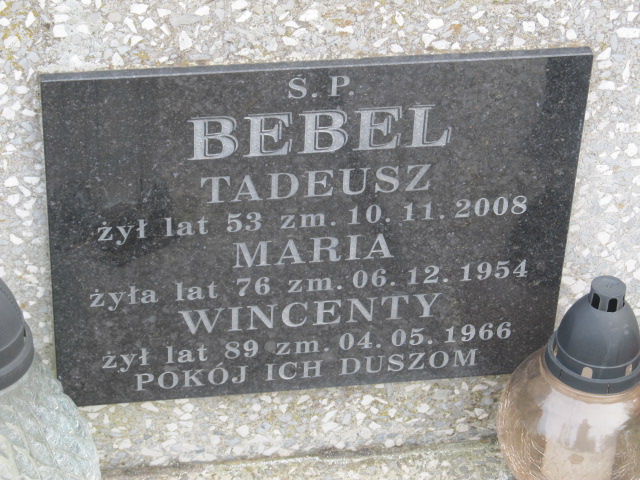 Ś. P.
BEBEL
TADEUSZ
żył lat 53 zm. 10. 11. 2008
MARIA
żyła lat 76 zm. 06. 12. 1954
WINCENTY
żył lat 89 zm. 04. 05. 1966
POKÓJ ICH DUSZOM